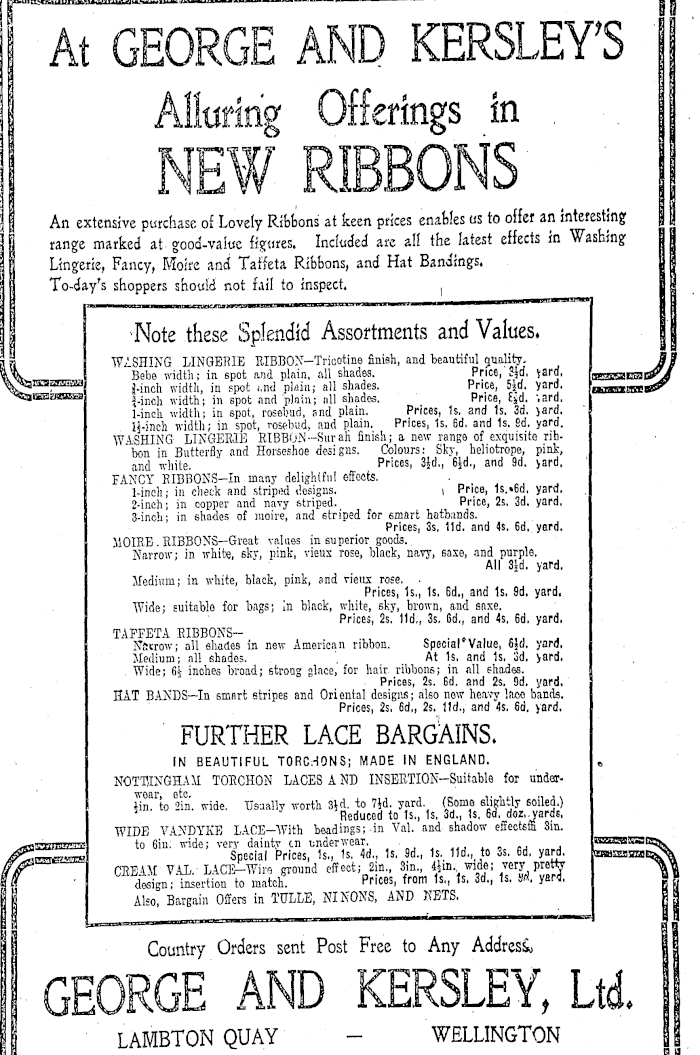 At GEORGE AND KERSLEY'S
Alluring Offerings in
NEW RIBBONS
An extensive purchase of Lovely Ribbons at keen prices enables us to offer an interesting
range marked at good-value figures. Included are all the latest effects in Washing
Lingerie, Fancy, Moire and Taffeta Ribbons, and Hat Bandings.
To-day's shoppers should not fail to inspect.
Note these Splendid Assortments and Values.
WASHING LINGERIE RIBBON—Tricotine finish, and beautiful quality.
Bebe width; in spot and plain, all shades. Price, yard.
width, in spot and plain; all shades. Price, 5½d. yard.
width; in spot and plain; all shades. Price, yard.
1-inch width; in spot, rosebud, and plain. Prices, 1s. and 1s. 3d. yard.
1½-inch width; in spot, rosebud, and plain. Prices, 1s. 6d. and 1s. 9d. yard.
WASHING LINGERIE RIBBON—Surah finish; a new range of exquisite rib-
bon in Butterfly and Horseshoe designs. Colours: Sky, heliotrope, pink,
and white. Prices, 3½d., 6½d., and 9d. yard.
FANCY RIBBONS—In many delightful effects.
1-inch; in check and striped designs. Price, 1s. 6d. yard.
2-inch; in copper and navy striped. Price, 2s. 3d. yard.
3-inch; in shades of moire, and striped for smart hatbands.
Prices, 3s. 11d. and 4s. 6d. yard.
MOIRE RIBBONS—Great values in superior goods.
Narrow; in white, sky, pink, vieux rose, black, navy, saxe, and purple.
All 3½d. yard.
Medium; in white, black, pink, and vieux rose.
Prices, 1s., 1s. 6d., and 1s. 9d. yard.
Wide; suitable for bags; in black, white, sky, brown, and saxe.
Prices, 2s. 11d., 3s. 6d., and 4s. 6d. yard.
TAFFETA RIBBONS—
Narrow; all shades in new American ribbon. Special Value, 6½d. yard.
Medium; all shades. At 1s. and 1s. 3d. yard.
Wide; 6½ inches broad; strong glace, for hair ribbons; in all shades.
Prices, 2s. 6d. and 2s. 9d. yard.
HAT BANDS—In smart stripes and Oriental designs; also new heavy lace bands.
Prices, 2s. 6d., 2s. 11d., and 4s. 6d. yard.
FURTHER LACE BARGAINS.
IN BEAUTIFUL TORCHONS; MADE IN ENGLAND.
NOTTINGHAM TORCHON LACES AND INSERTION—Suitable for under-
wear, etc.
to 2in. wide. Usually worth 3½d. to 7½d. yard. (Some slightly soiled.)
Reduced to 1s., 1s. 3d., 1s. 6d. doz. yards.
WIDE VANDYKE LACE—With beadings; in Val. and shadow effects; 3in.
to 6in. wide; very dainty on underwear.
Special Prices, 1s., 1s. 4d., 1s. 9d., 1s. 11d., to 3s. 6d. yard.
CREAM VAL. LACE—Wire ground effect; 2in., 3in., 4½in. wide; very pretty
design; insertion to match. Prices, from 1s., 1s. 3d., 1s. 9d. yard.
Also, Bargain Offers in TULLE, NINONS, AND NETS.
Country Orders sent Post Free to Any Address.
GEORGE AND KERSLEY, Ltd.
LAMBTON QUAY — WELLINGTON